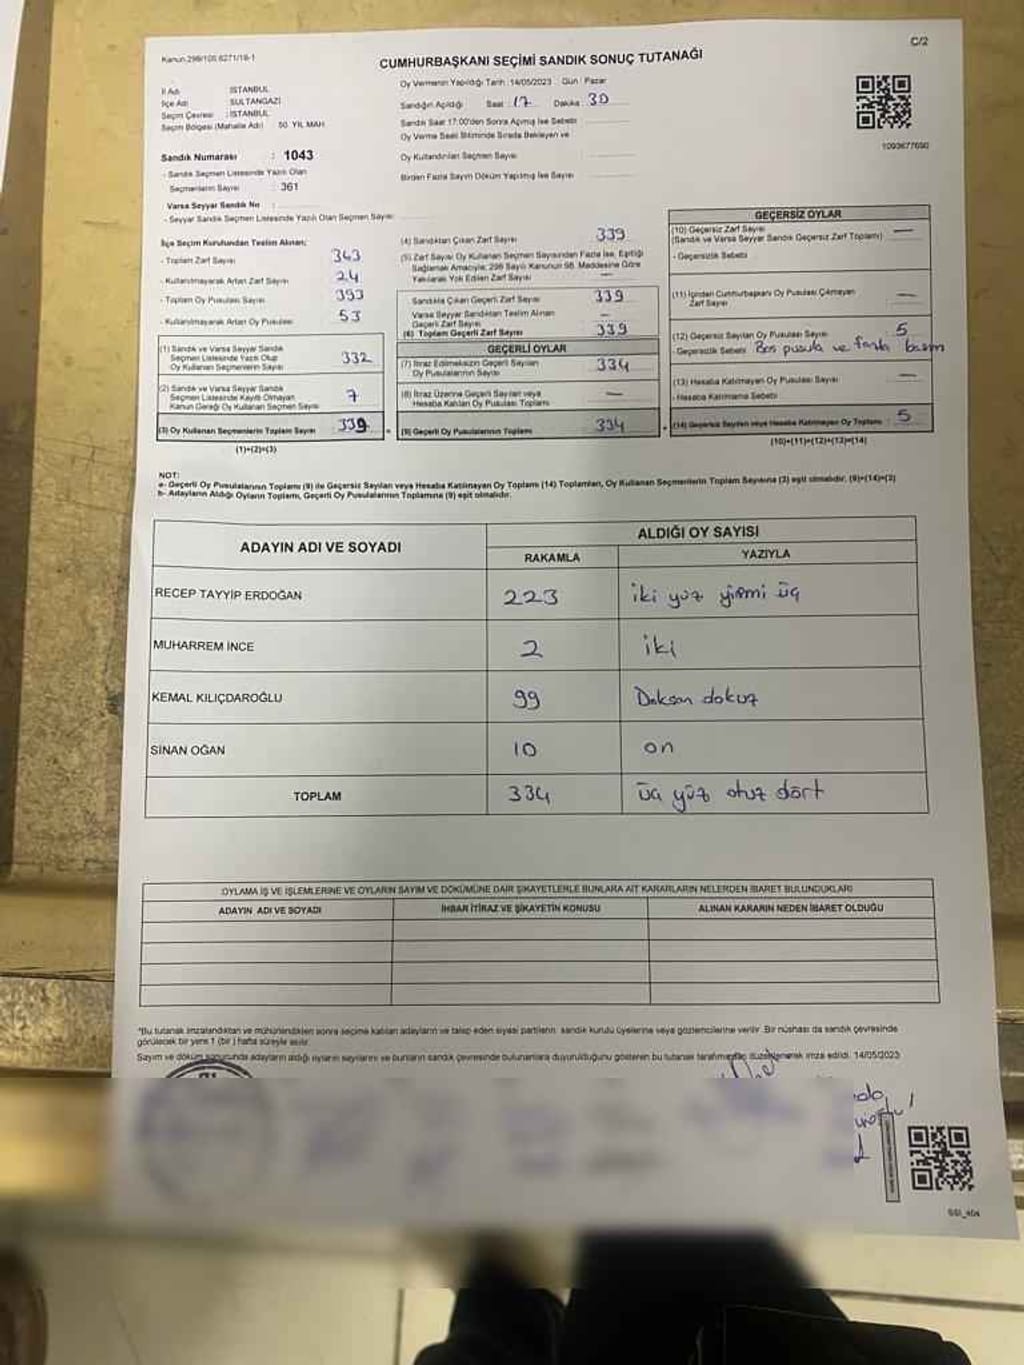 Kanun:298/105.6271/19-1
C/2
CUMHURBAŞKANI SEÇİMİ SANDIK SONUÇ TUTANAĞI
İl Adı : İSTANBUL
İlçe Adı : SULTANGAZİ
Seçim Çevresi : İSTANBUL
Seçim Bölgesi (Mahalle Adı) 50. YIL MAH.
Sandık Numarası : 1043
- Sandık Seçmen Listesinde Yazılı Olan
Seçmenlerin Sayısı : 361
Varsa Seyyar Sandık No :
- Seyyar Sandık Seçmen Listesinde Yazılı Olan Seçmen Sayısı:
Oy Vermenin Yapıldığı Tarih :14/05/2023 Gün : Pazar
Sandığın Açıldığı Saat :17 Dakika :30
Sandık Saat 17:00'den Sonra Açılmış İse Sebebi
Oy Verme Saati Bitiminde Sırada Bekleyen ve
Oy Kullandırılan Seçmen Sayısı :
Birden Fazla Sayım Döküm Yapılmış İse Sayısı :
1093677690
İlçe Seçim Kurulundan Teslim Alınan;
- Toplam Zarf Sayısı : 363
- Kullanılmayarak Artan Zarf Sayısı : 24
- Toplam Oy Pusulası Sayısı : 393
- Kullanılmayarak Artan Oy Pusulası : 53
(1) Sandık ve Varsa Seyyar Sandık
Seçmen Listesinde Yazılı Olup
Oy Kullanan Seçmenlerin Sayısı 332
(2) Sandık ve Varsa Seyyar Sandık
Seçmen Listesinde Kayıtlı Olmayan
Kanun Gereği Oy Kullanan Seçmen Sayısı 7
(3) Oy Kullanan Seçmenlerin Toplam Sayısı 339
(1)+(2)=(3)
(4) Sandıktan Çıkan Zarf Sayısı : 339
(5) Zarf Sayısı Oy Kullanan Seçmen Sayısından Fazla İse, Eşitliği
Sağlamak Amacıyla; 298 Sayılı Kanunun 98. Maddesine Göre
Yakılarak Yok Edilen Zarf Sayısı : —
Sandıkta Çıkan Geçerli Zarf Sayısı 339
Varsa Seyyar Sandıktan Teslim Alınan
Geçerli Zarf Sayısı —
(6) Toplam Geçerli Zarf Sayısı 339
GEÇERLİ OYLAR
(7) İtiraz Edilmeksizin Geçerli Sayılan
Oy Pusulalarının Sayısı 334
(8) İtiraz Üzerine Geçerli Sayılan veya
Hesaba Katılan Oy Pusulası Toplamı —
(9) Geçerli Oy Pusulalarının Toplamı 334
GEÇERSİZ OYLAR
(10) Geçersiz Zarf Sayısı —
(Sandık ve Varsa Seyyar Sandık Geçersiz Zarf Toplamı)
- Geçersizlik Sebebi
(11) İçinden Cumhurbaşkanı Oy Pusulası Çıkmayan
Zarf Sayısı —
(12) Geçersiz Sayılan Oy Pusulası Sayısı 5
- Geçersizlik Sebebi Boş pusula ve fazla basım
(13) Hesaba Katılmayan Oy Pusulası Sayısı —
- Hesaba Katılmama Sebebi
(14) Geçersiz Sayılan veya Hesaba Katılmayan Oy Toplamı 5
(10)+(11)+(12)+(13)=(14)
NOT:
a- Geçerli Oy Pusulalarının Toplamı (9) ile Geçersiz Sayılan veya Hesaba Katılmayan Oy Toplamı (14) Toplamları, Oy Kullanan Seçmenlerin Toplam Sayısına (3) eşit olmalıdır. (9)+(14)=(3)
b- Adayların Aldığı Oyların Toplamı, Geçerli Oy Pusulalarının Toplamına (9) eşit olmalıdır.
ADAYIN ADI VE SOYADI
ALDIĞI OY SAYISI
RAKAMLA YAZIYLA
RECEP TAYYİP ERDOĞAN 223 iki yüz yirmi üç
MUHARREM İNCE 2 iki
KEMAL KILIÇDAROĞLU 99 Doksan dokuz
SİNAN OĞAN 10 on
TOPLAM 334 üç yüz otuz dört
OYLAMA İŞ VE İŞLEMLERİNE VE OYLARIN SAYIM VE DÖKÜMÜNE DAİR ŞİKAYETLERLE BUNLARA AİT KARARLARIN NELERDEN İBARET BULUNDUKLARI
ADAYIN ADI VE SOYADI İHBAR İTİRAZ VE ŞİKAYETİN KONUSU ALINAN KARARIN NEDEN İBARET OLDUĞU
*Bu tutanak imzalandıktan ve mühürlendikten sonra seçime katılan adayların ve talep eden siyasi partilerin sandık kurulu üyelerine veya gözlemcilerine verilir. Bir nüshası da sandık çevresinde
görülecek bir yere 1 (bir) hafta süreyle asılır.
Sayım ve döküm sonucunda adayların aldığı oyların sayılarını ve bunların sandık çevresinde bulunanlara duyurulduğunu gösteren bu tutanak tarafımızdan düzenlenerek imza edildi. 14/05/2023
SSI_404